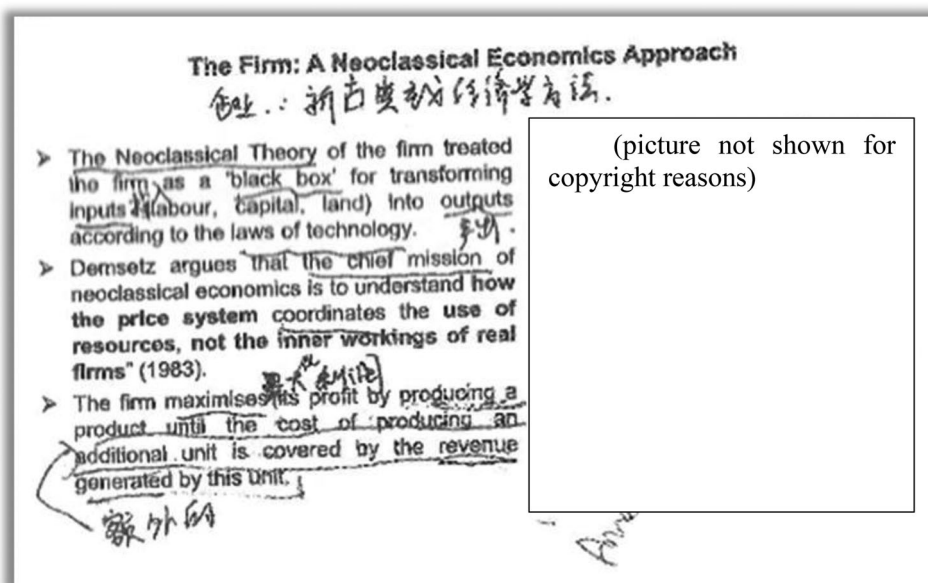 The Firm: A Neoclassical Economics Approach
企业.: 新古典 经济学方法.
➤ The Neoclassical Theory of the firm treated
the firm as a 'black box' for transforming
inputs (labour, capital, land) into outputs
according to the laws of technology.
➤ Demsetz argues that the chief mission of
neoclassical economics is to understand how
the price system coordinates the use of
resources, not the inner workings of real
firms" (1983).
最大
➤ The firm maximises its profit by producing a
product until the cost of producing an
additional unit is covered by the revenue
generated by this unit.
额外的
(picture not shown for
copyright reasons)